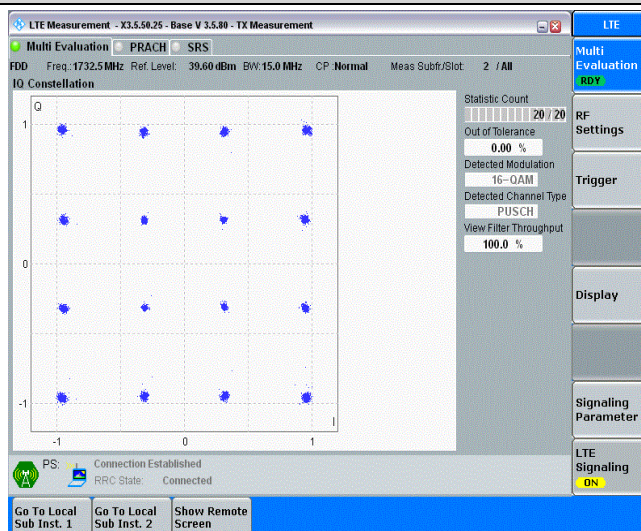 LTE Measurement - X3.5.50.25 - Base V 3.5.80 - TX Measurement
LTE
Multi Evaluation PRACH SRS
Multi Evaluation
RDY
FDD Freq.:1732.5 MHz Ref. Level: 39.60 dBm BW:15.0 MHz CP :Normal Meas Subfr./Slot: 2 / All
IQ Constellation
Q
1
0
-1
-1 0 1
I
Statistic Count
20 / 20
Out of Tolerance
0.00 %
Detected Modulation
16-QAM
Detected Channel Type
PUSCH
View Filter Throughput
100.0 %
RF Settings
Trigger
Display
Signaling Parameter
LTE Signaling
ON
PS: Connection Established
RRC State: Connected
Go To Local Sub Inst. 1
Go To Local Sub Inst. 2
Show Remote Screen